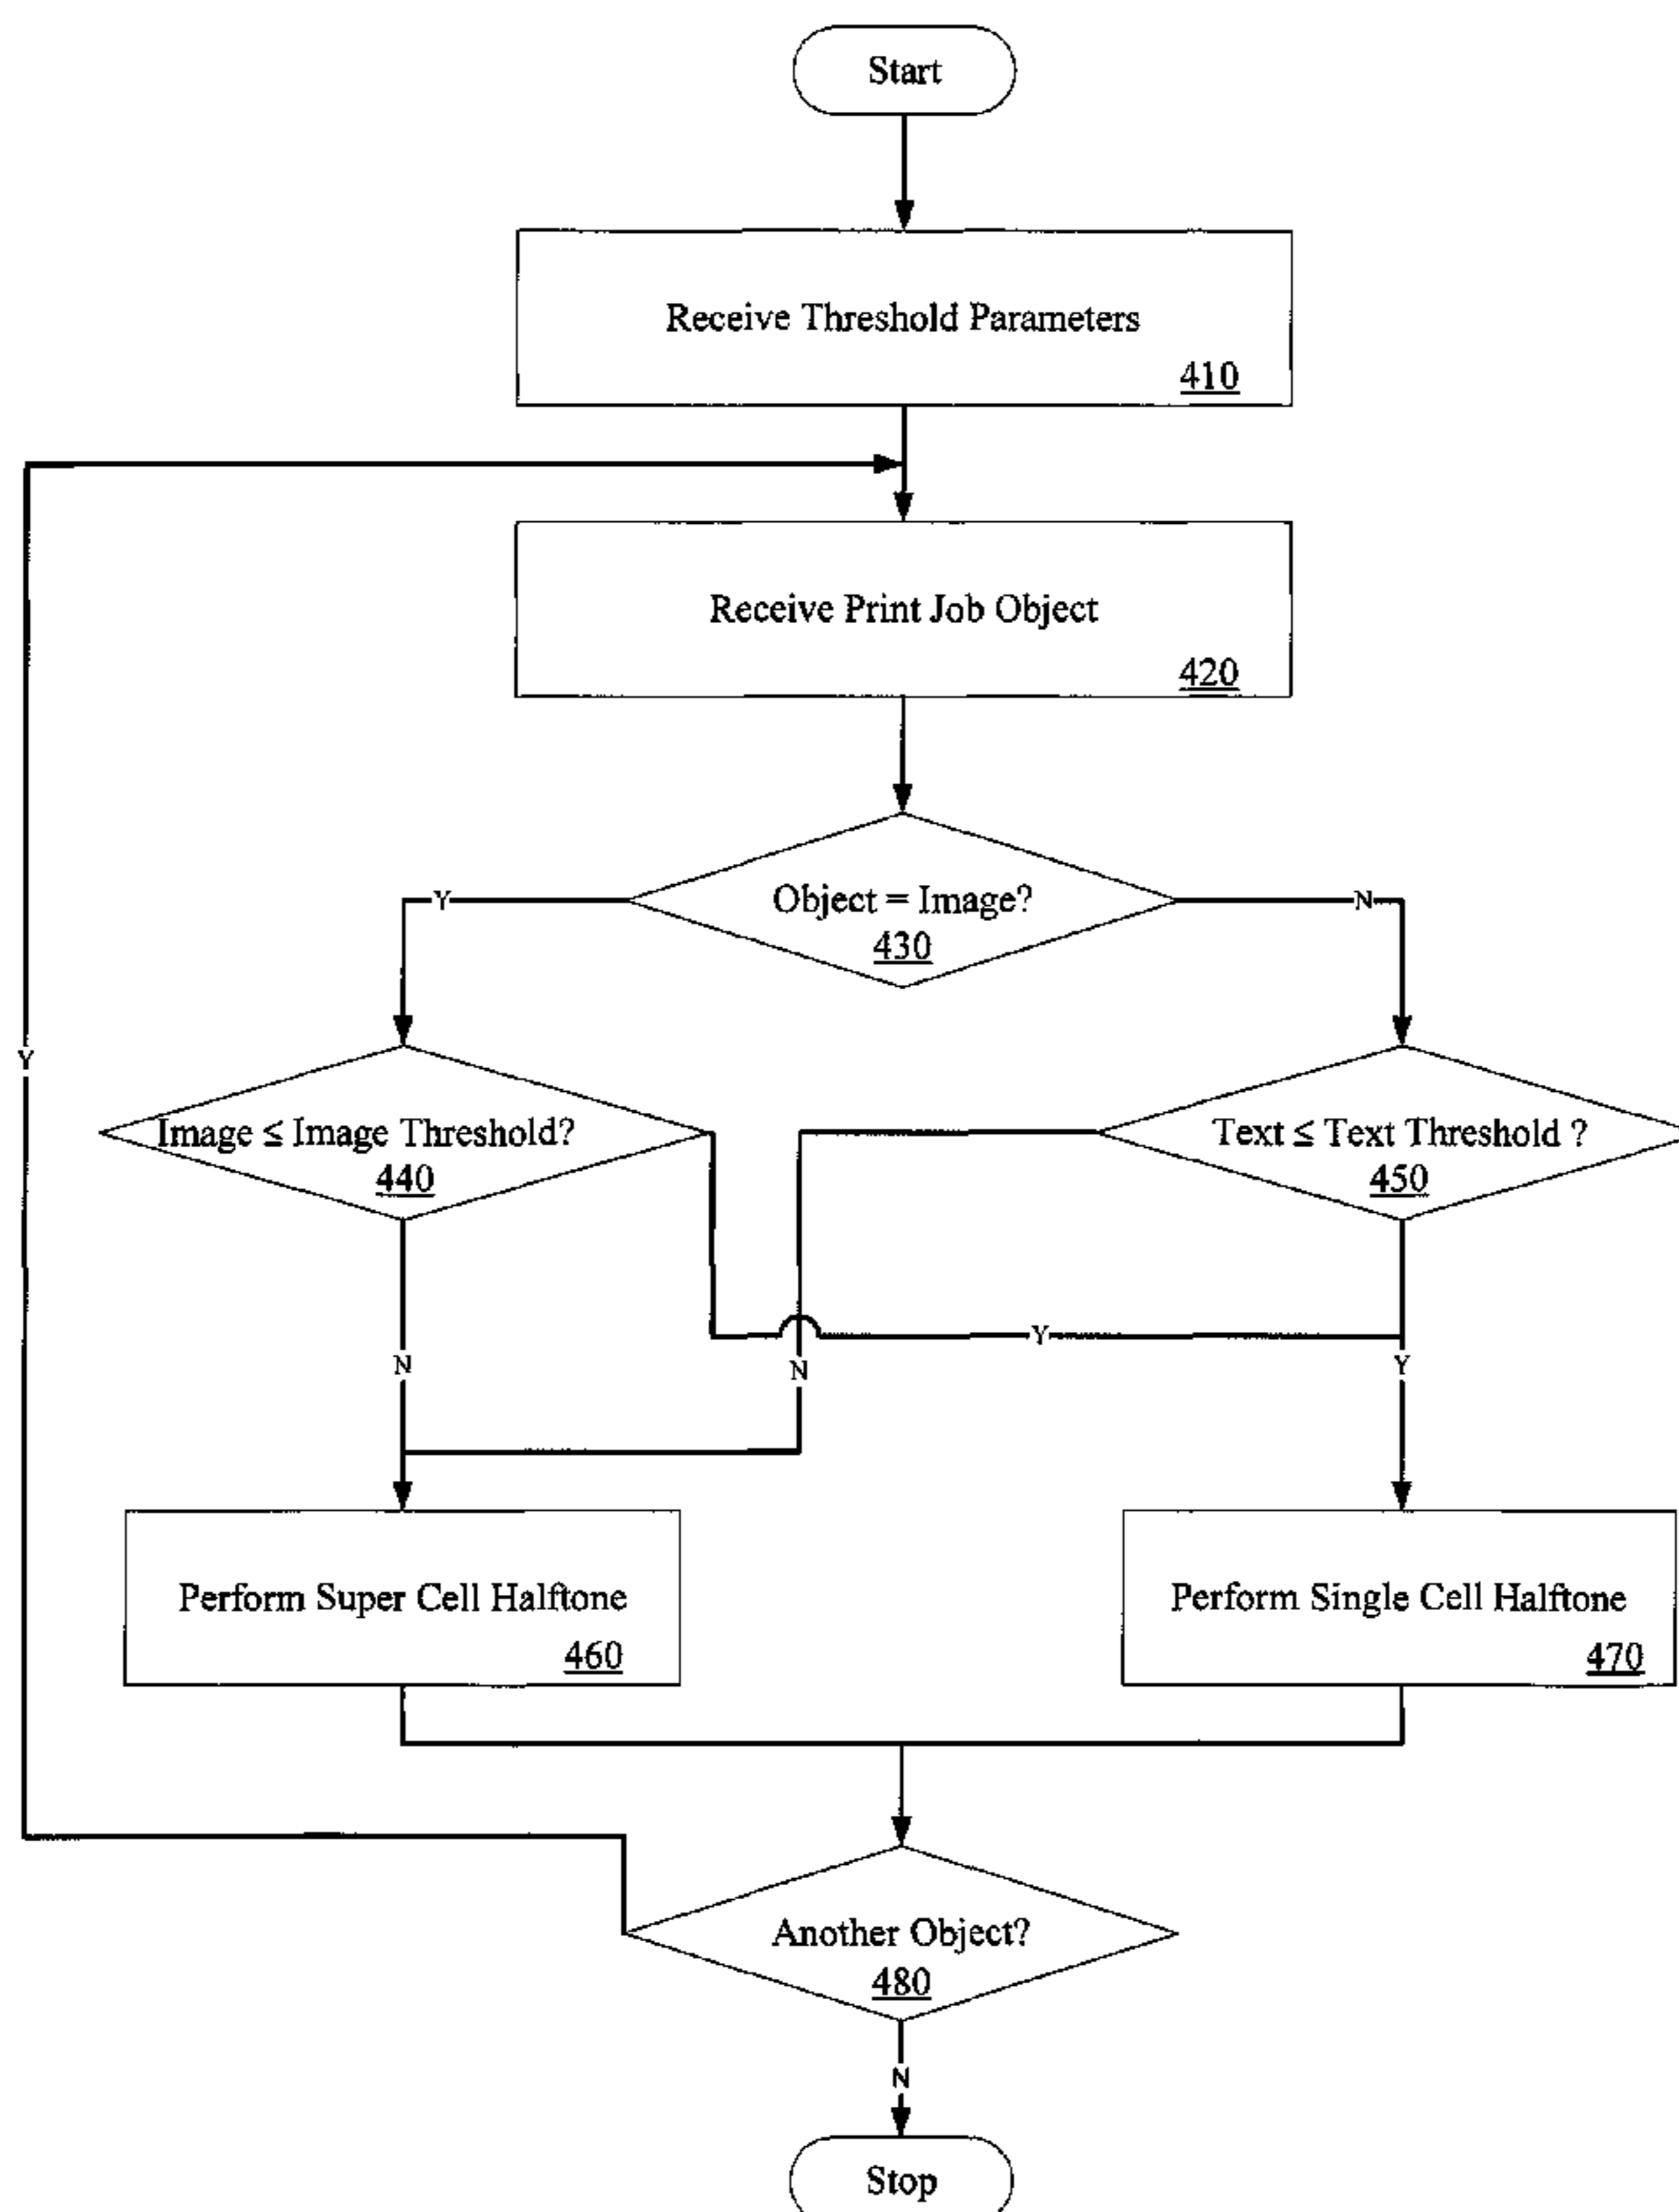 Start
Receive Threshold Parameters
410
Receive Print Job Object
420
Object = Image?
430
Y
N
Y
Image ≤ Image Threshold?
440
Text ≤ Text Threshold ?
450
Y
N
N
Y
Perform Super Cell Halftone
460
Perform Single Cell Halftone
470
Another Object?
480
N
Stop